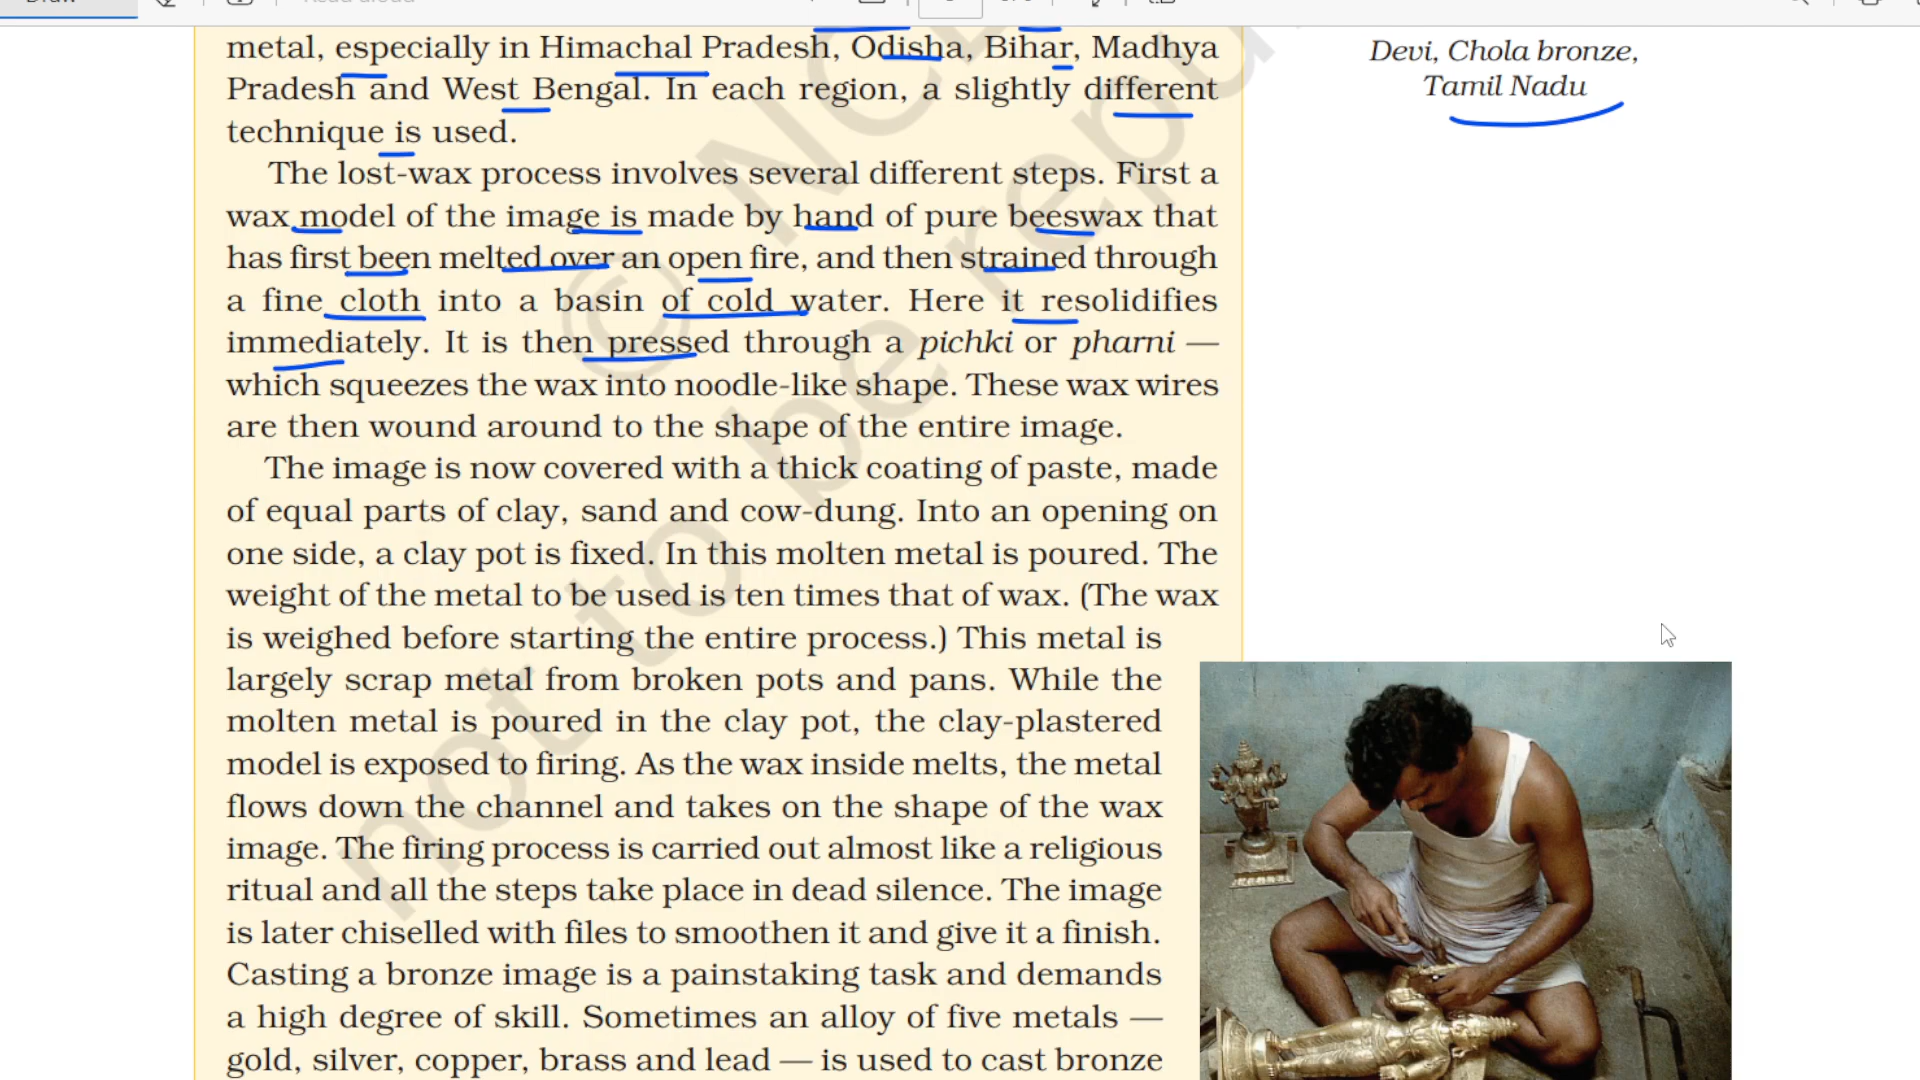 metal, especially in Himachal Pradesh, Odisha, Bihar, Madhya
Pradesh and West Bengal. In each region, a slightly different
technique is used.
The lost-wax process involves several different steps. First a
wax model of the image is made by hand of pure beeswax that
has first been melted over an open fire, and then strained through
a fine cloth into a basin of cold water. Here it resolidifies
immediately. It is then pressed through a pichki or pharni —
which squeezes the wax into noodle-like shape. These wax wires
are then wound around to the shape of the entire image.
The image is now covered with a thick coating of paste, made
of equal parts of clay, sand and cow-dung. Into an opening on
one side, a clay pot is fixed. In this molten metal is poured. The
weight of the metal to be used is ten times that of wax. (The wax
is weighed before starting the entire process.) This metal is
largely scrap metal from broken pots and pans. While the
molten metal is poured in the clay pot, the clay-plastered
model is exposed to firing. As the wax inside melts, the metal
flows down the channel and takes on the shape of the wax
image. The firing process is carried out almost like a religious
ritual and all the steps take place in dead silence. The image
is later chiselled with files to smoothen it and give it a finish.
Casting a bronze image is a painstaking task and demands
a high degree of skill. Sometimes an alloy of five metals —
gold, silver, copper, brass and lead — is used to cast bronze
Devi, Chola bronze,
Tamil Nadu
not to be